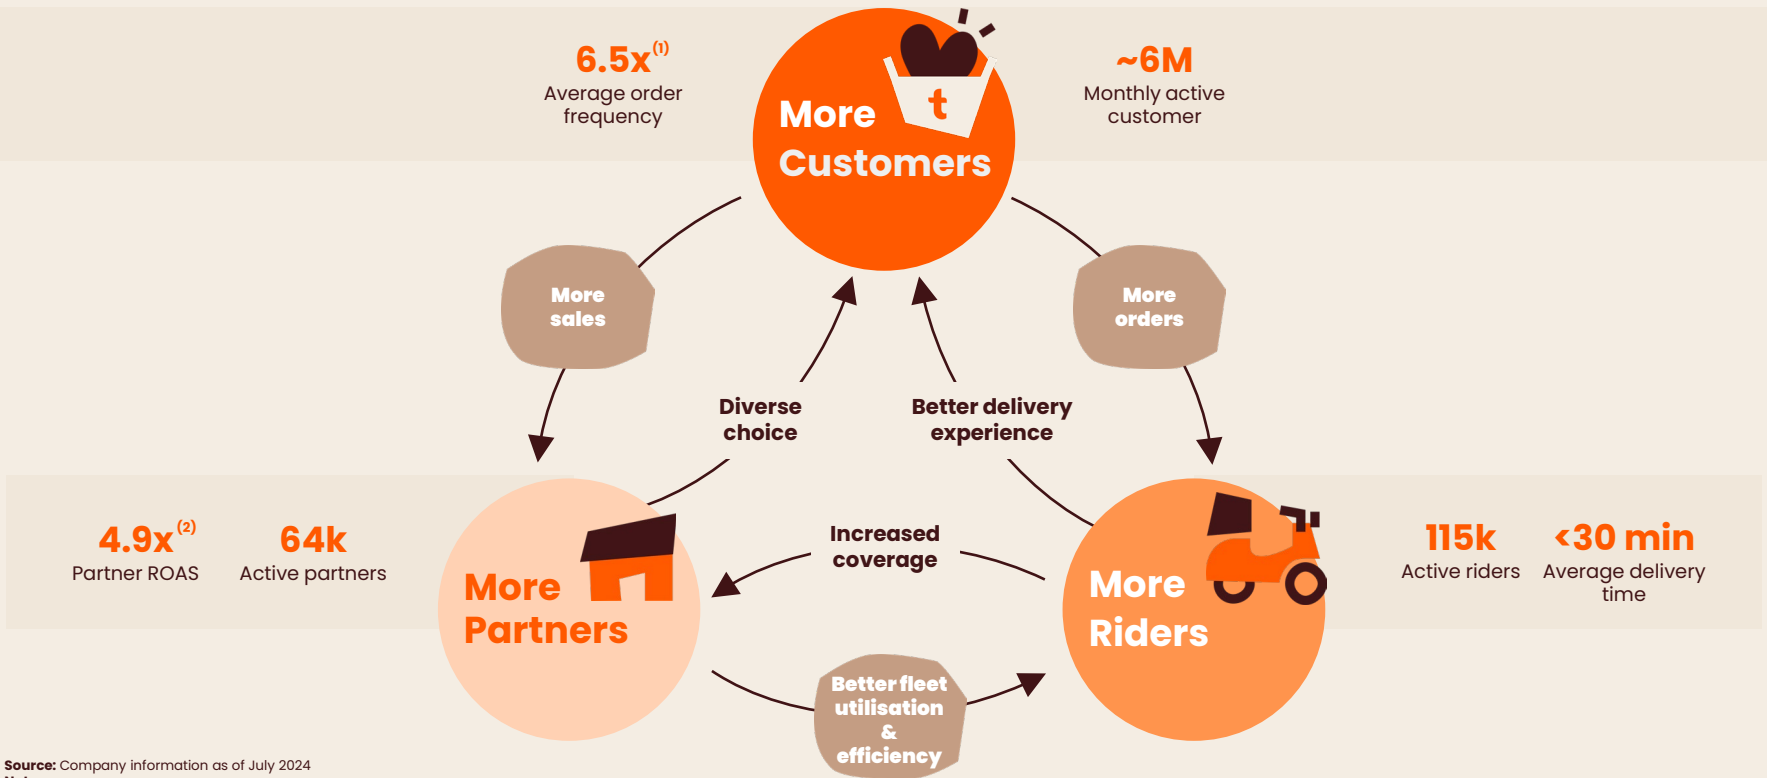 6.5x(1)
Average order
frequency
t
More
Customers
~6M
Monthly active
customer
More
sales
More
orders
Diverse
choice
Better delivery
experience
4.9x(2)
Partner ROAS
64k
Active partners
More
Partners
Increased
coverage
More
Riders
115k
Active riders
<30 min
Average delivery
time
Better fleet
utilisation
&
efficiency
Source: Company information as of July 2024